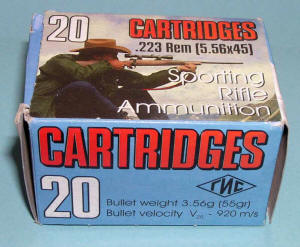 20 CARTRIDGES
.223 Rem (5.56x45)
Sporting
Rifle
Ammunition
CARTRIDGES
20
ГИС
Bullet weight 3.56g (55gr)
Bullet velocity V₂₅ - 920 m/s